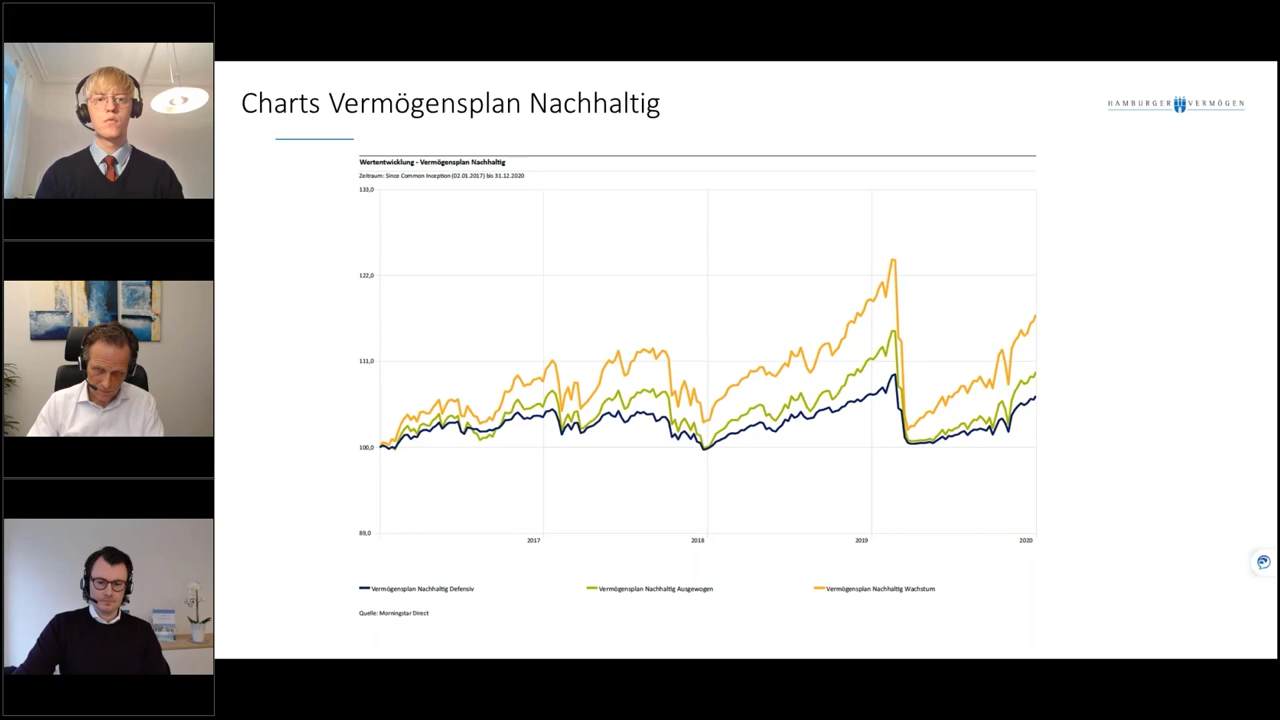 Charts Vermögensplan Nachhaltig
HAMBURGER VERMÖGEN
Wertentwicklung - Vermögensplan Nachhaltig
Zeitraum: Since Common Inception (02.01.2017) bis 31.12.2020
133,0
122,0
111,0
100,0
89,0
2017 2018 2019 2020
Vermögensplan Nachhaltig Defensiv Vermögensplan Nachhaltig Ausgewogen Vermögensplan Nachhaltig Wachstum
Quelle: Morningstar Direct